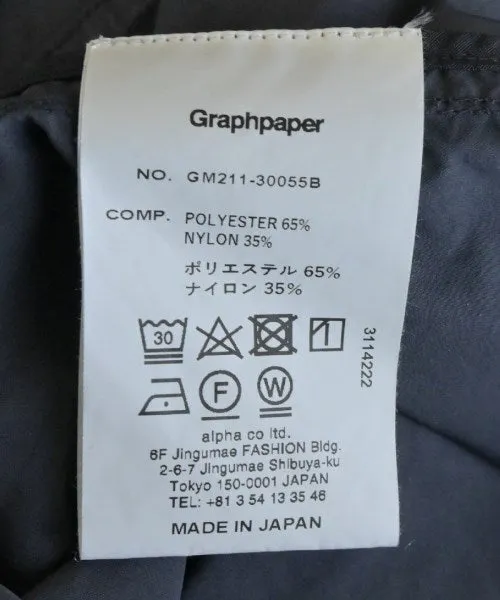 Graphpaper
NO. GM211-30055B
COMP. POLYESTER 65%
NYLON 35%
ポリエステル 65%
ナイロン 35%
30
3114222
F
W
alpha co ltd.
6F Jingumae FASHION Bldg.
2-6-7 Jingumae Shibuya-ku
Tokyo 150-0001 JAPAN
TEL: +81 3 54 13 35 46
MADE IN JAPAN